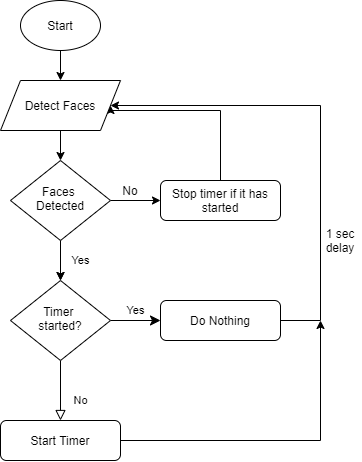 Start
Detect Faces
Faces
Detected
No
Stop timer if it has
started
1 sec
delay
Yes
Timer
started?
Yes
Do Nothing
No
Start Timer